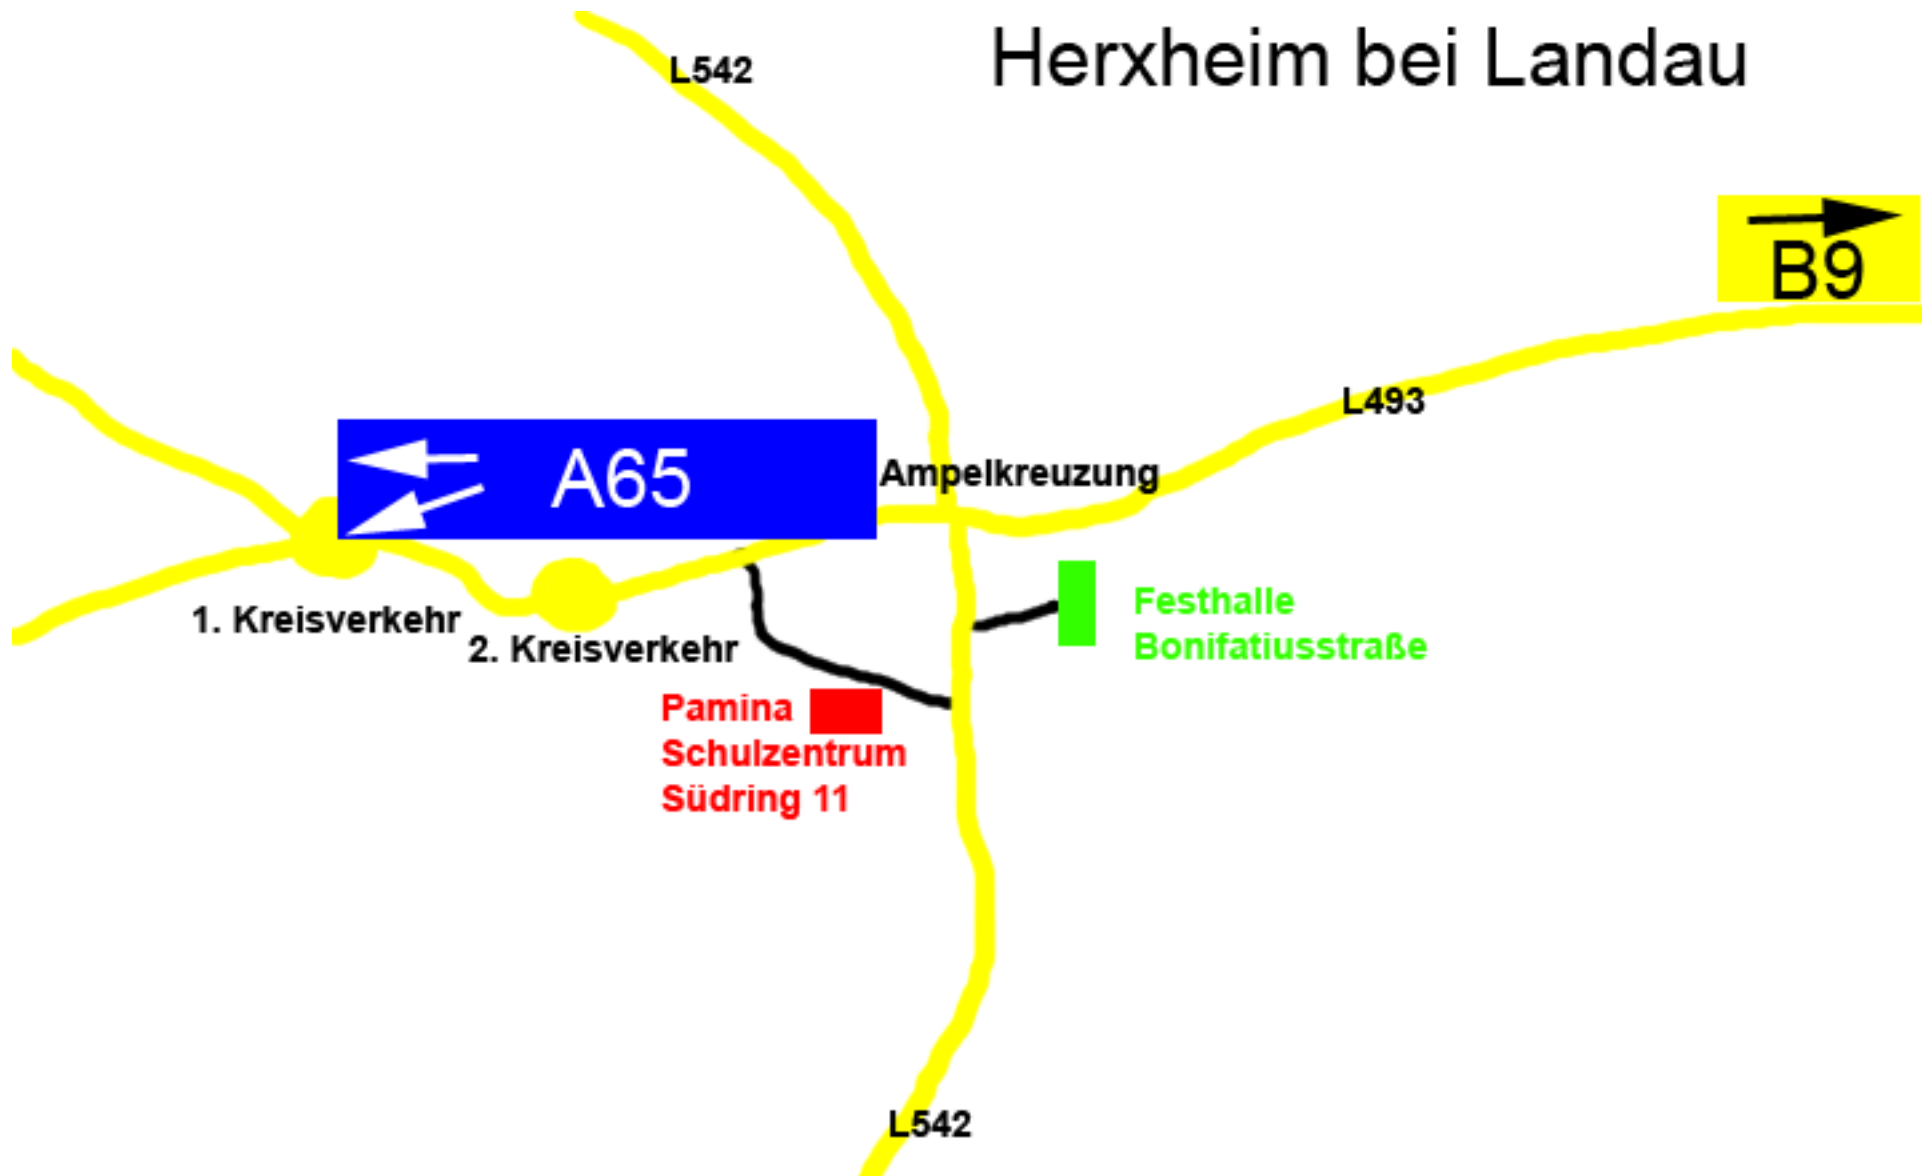 Herxheim bei Landau
L542
B9
L493
A65
Ampelkreuzung
1. Kreisverkehr
2. Kreisverkehr
Festhalle
Bonifatiusstraße
Pamina
Schulzentrum
Südring 11
L542